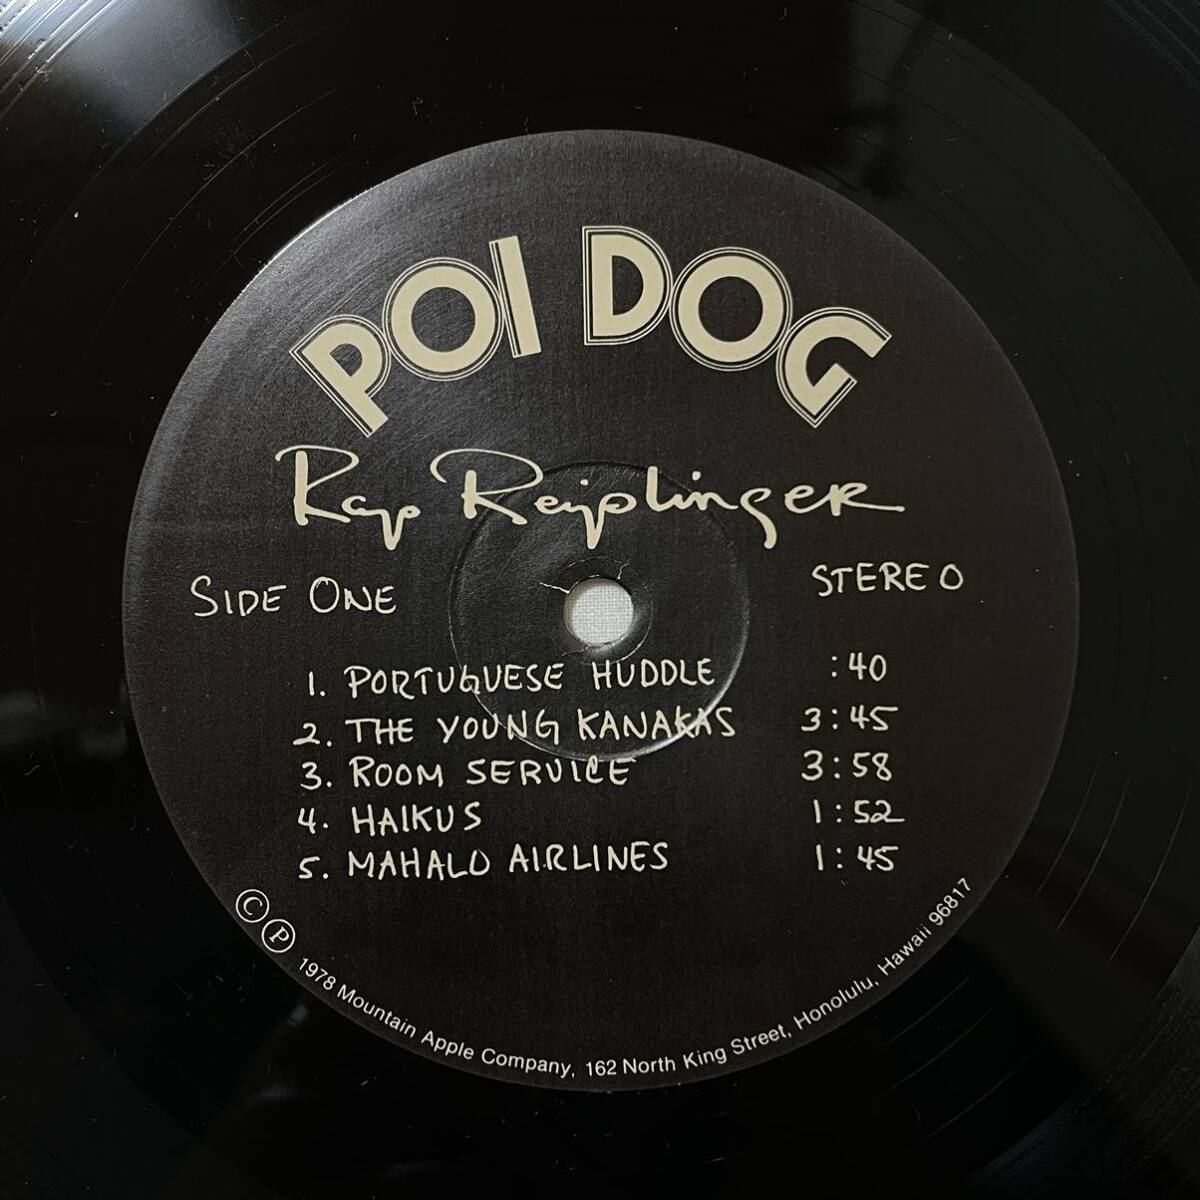 POI DOG
Rap Reiplinger
SIDE ONE
STEREO
1. PORTUGUESE HUDDLE :40
2. THE YOUNG KANAKAS 3:45
3. ROOM SERVICE 3:58
4. HAIKUS 1:52
5. MAHALO AIRLINES 1:45
Ⓒ Ⓟ 1978 Mountain Apple Company, 162 North King Street, Honolulu, Hawaii 96817